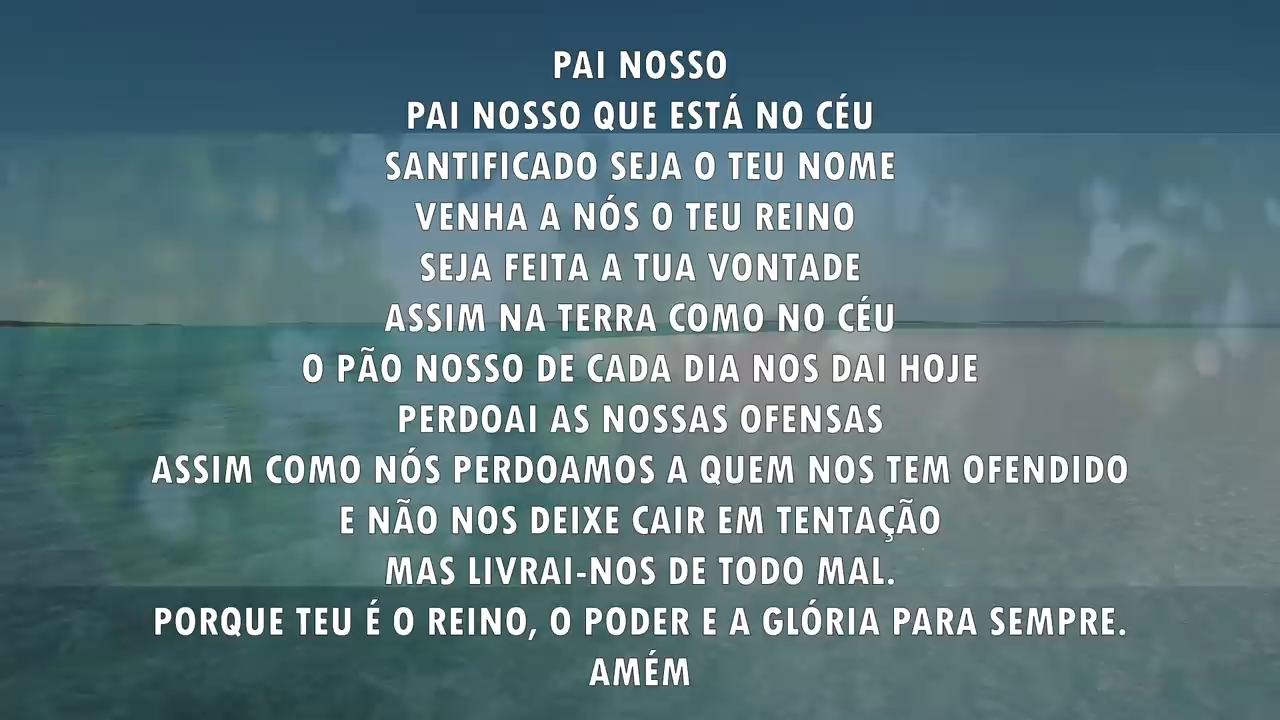 PAI NOSSO
PAI NOSSO QUE ESTÁ NO CÉU
SANTIFICADO SEJA O TEU NOME
VENHA A NÓS O TEU REINO
SEJA FEITA A TUA VONTADE
ASSIM NA TERRA COMO NO CÉU
O PÃO NOSSO DE CADA DIA NOS DAI HOJE
PERDOAI AS NOSSAS OFENSAS
ASSIM COMO NÓS PERDOAMOS A QUEM NOS TEM OFENDIDO
E NÃO NOS DEIXE CAIR EM TENTAÇÃO
MAS LIVRAI-NOS DE TODO MAL.
PORQUE TEU É O REINO, O PODER E A GLÓRIA PARA SEMPRE.
AMÉM